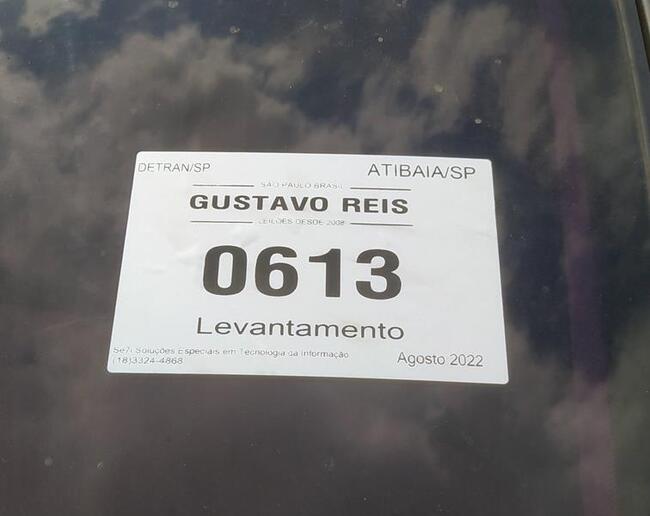 DETRAN/SP ATIBAIA/SP
SÃO PAULO BRASIL
GUSTAVO REIS
LEILÕES DESDE 2008
0613
Levantamento
Se7i Soluções Especiais em Tecnologia da Informação
(18)3324-4868 Agosto 2022